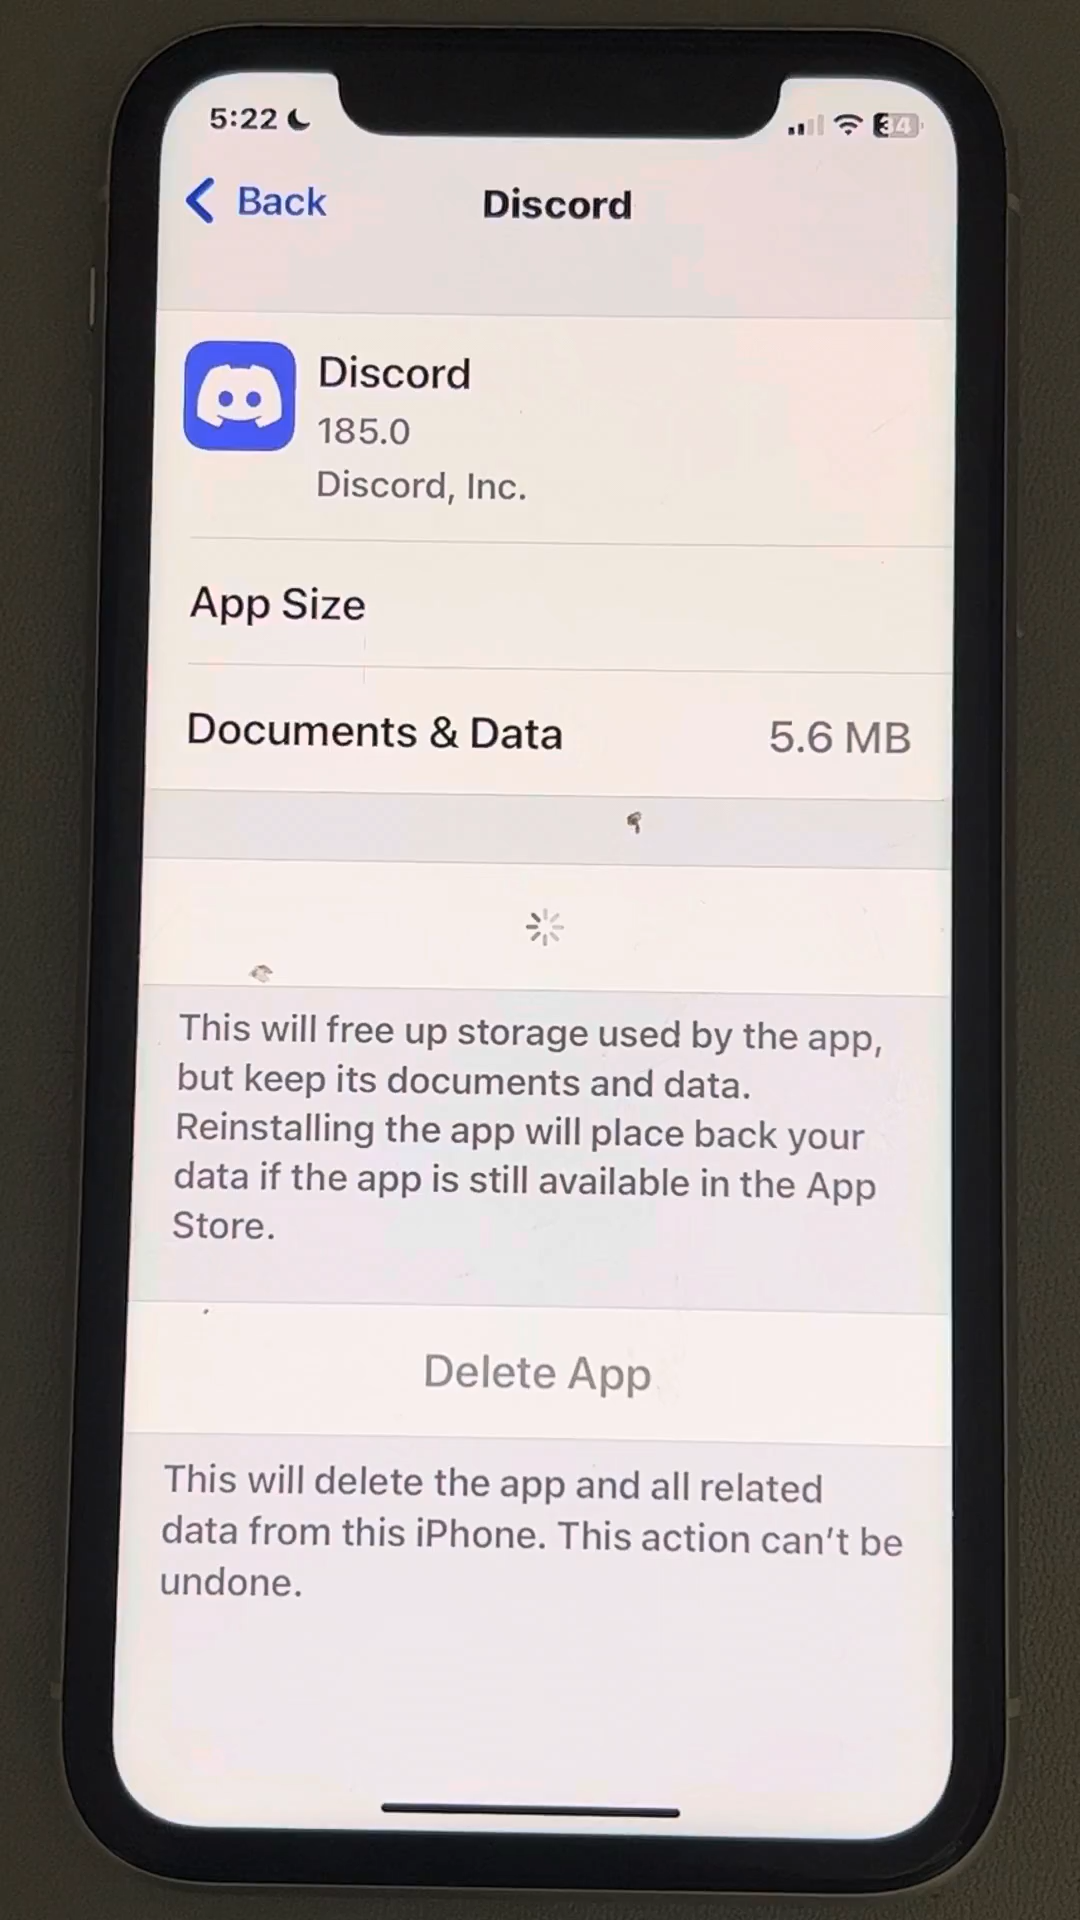 5:22
34
Back
Discord
Discord
185.0
Discord, Inc.
App Size
Documents & Data 5.6 MB
This will free up storage used by the app,
but keep its documents and data.
Reinstalling the app will place back your
data if the app is still available in the App
Store.
Delete App
This will delete the app and all related
data from this iPhone. This action can't be
undone.